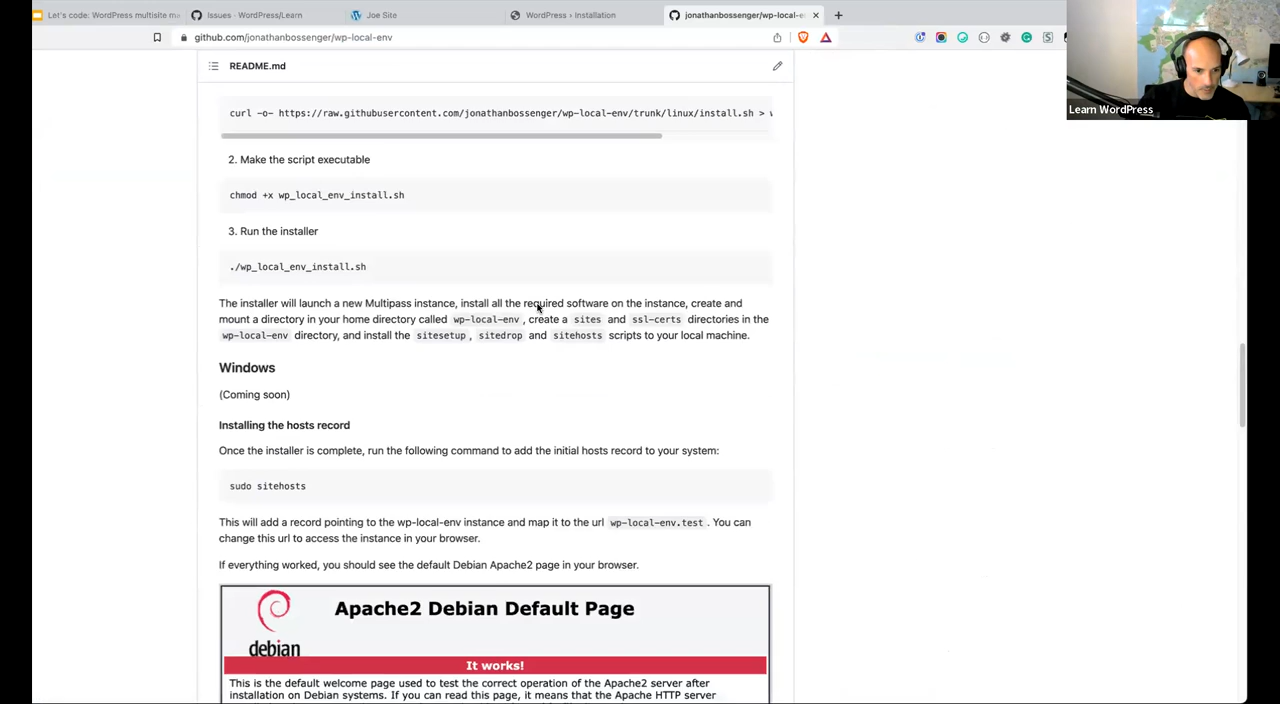 Let's code: WordPress multisite m
Issues · WordPress/Learn
Joe Site
WordPress › Installation
jonathanbossenger/wp-local-en
github.com/jonathanbossenger/wp-local-env
Learn WordPress
README.md
curl -o- https://raw.githubusercontent.com/jonathanbossenger/wp-local-env/trunk/linux/install.sh > w
2. Make the script executable
chmod +x wp_local_env_install.sh
3. Run the installer
./wp_local_env_install.sh
The installer will launch a new Multipass instance, install all the required software on the instance, create and
mount a directory in your home directory called wp-local-env , create a sites and ssl-certs directories in the
wp-local-env directory, and install the sitesetup , sitedrop and sitehosts scripts to your local machine.
Windows
(Coming soon)
Installing the hosts record
Once the installer is complete, run the following command to add the initial hosts record to your system:
sudo sitehosts
This will add a record pointing to the wp-local-env instance and map it to the url wp-local-env.test . You can
change this url to access the instance in your browser.
If everything worked, you should see the default Debian Apache2 page in your browser.
Apache2 Debian Default Page
debian
It works!
This is the default welcome page used to test the correct operation of the Apache2 server after
installation on Debian systems. If you can read this page, it means that the Apache HTTP server